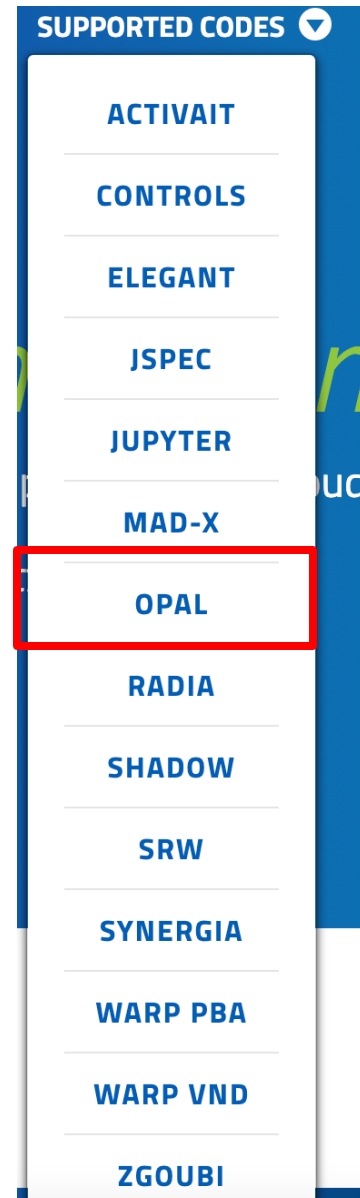 SUPPORTED CODES
ACTIVAIT
CONTROLS
ELEGANT
JSPEC
JUPYTER
MAD-X
OPAL
RADIA
SHADOW
SRW
SYNERGIA
WARP PBA
WARP VND
ZGOUBI